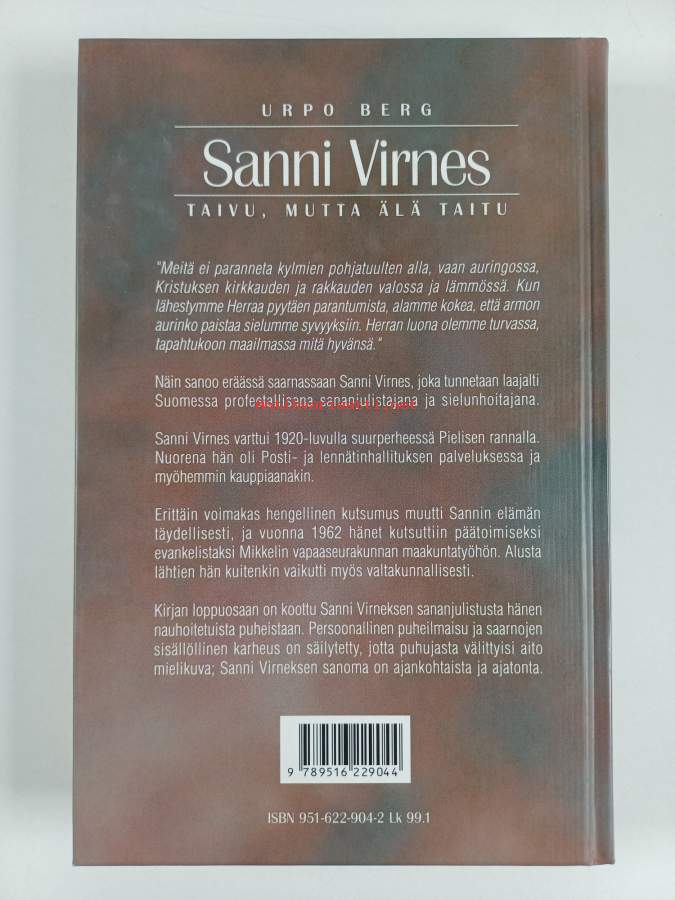 URPO BERG
Sanni Virnes
TAIVU, MUTTA ÄLÄ TAITU
"Meitä ei paranneta kylmien pohjatuulten alla, vaan auringossa,
Kristuksen kirkkauden ja rakkauden valossa ja lämmössä. Kun
lähestymme Herraa pyytäen parantumista, alamme kokea, että armon
aurinko paistaa sielumme syvyyksiin. Herran luona olemme turvassa,
tapahtukoon maailmassa mitä hyvänsä."
Näin sanoo eräässä saarnassaan Sanni Virnes, joka tunnetaan laajalti
Suomessa profestallisena sananjulistajana ja sielunhoitajana.
Sanni Virnes varttui 1920-luvulla suurperheessä Pielisen rannalla.
Nuorena hän oli Posti- ja lennätinhallituksen palveluksessa ja
myöhemmin kauppiaanakin.
Erittäin voimakas hengellinen kutsumus muutti Sannin elämän
täydellisesti, ja vuonna 1962 hänet kutsuttiin päätoimiseksi
evankelistaksi Mikkelin vapaaseurakunnan maakuntatyöhön. Alusta
lähtien hän kuitenkin vaikutti myös valtakunnallisesti.
Kirjan loppuosaan on koottu Sanni Virneksen sananjulistusta hänen
nauhoitetuista puheistaan. Persoonallinen puheilmaisu ja saarnojen
sisällöllinen karheus on säilytetty, jotta puhujasta välittyisi aito
mielikuva; Sanni Virneksen sanoma on ajankohtaista ja ajatonta.
9 789516 229044
ISBN 951-622-904-2 Lk 99.1